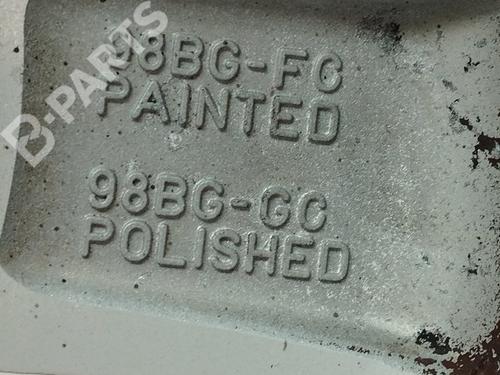 98BG-FC
PAINTED
98BG-GC
POLISHED
B-PARTS